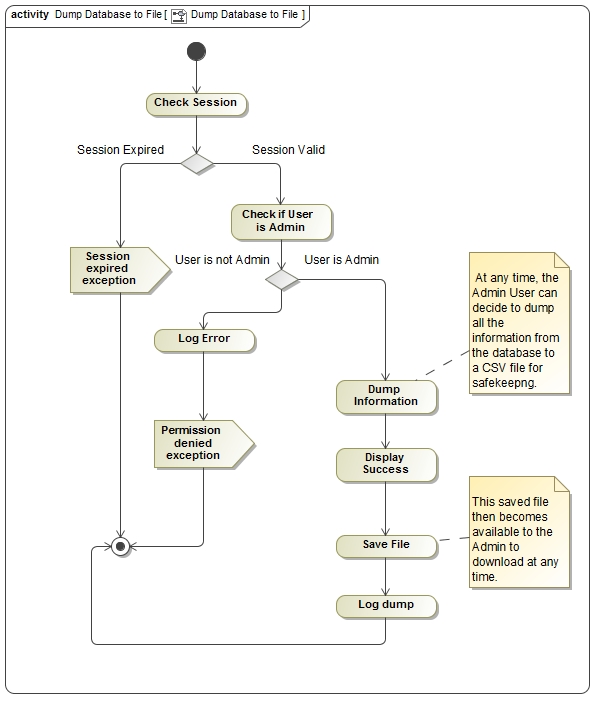 activity Dump Database to File [ Dump Database to File ]
Check Session
Session Expired
Session Valid
Check if User
is Admin
Session
expired
exception
User is not Admin
User is Admin
At any time, the
Admin User can
decide to dump
all the
information from
the database to
a CSV file for
safekeepng.
Log Error
Dump
Information
Permission
denied
exception
Display
Success
This saved file
then becomes
available to the
Admin to
download at any
time.
Save File
Log dump